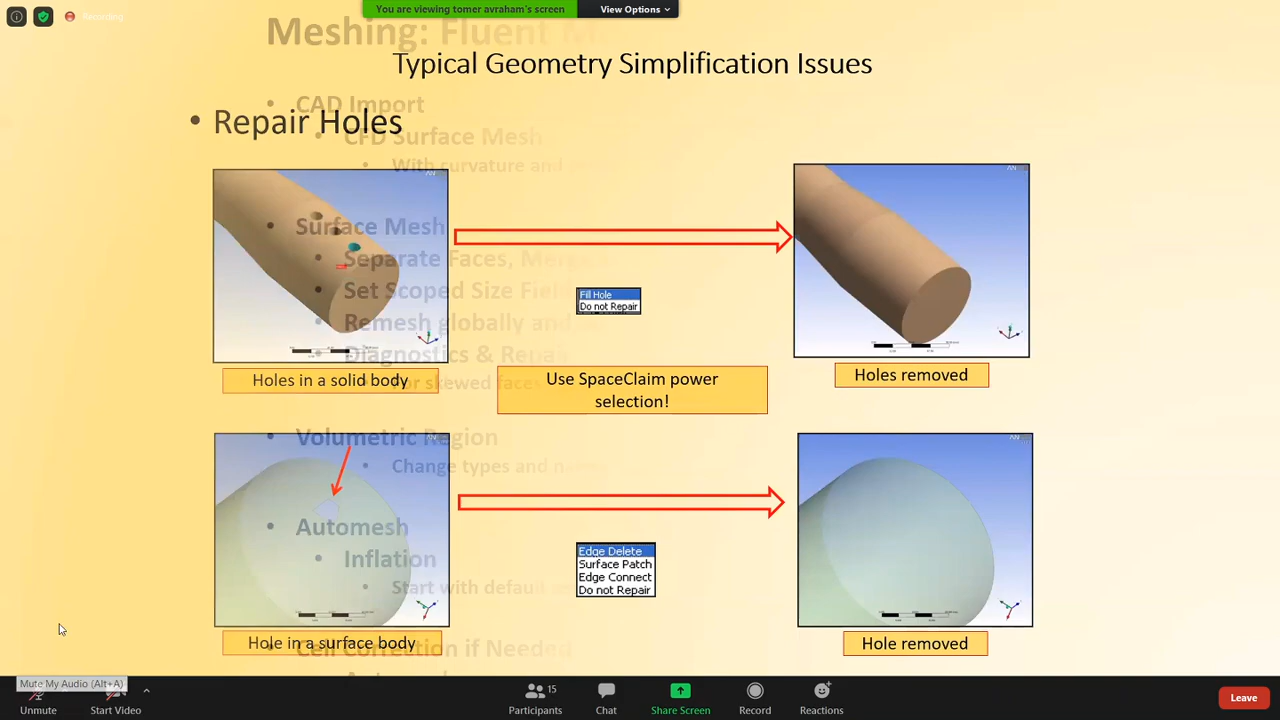 Recording
You are viewing tomer avraham's screen
View Options
Meshing: Fluent M
Typical Geometry Simplification Issues
• CAD Import
• Repair Holes
• CFD Surface Mesh
• With curvature and
• Surface Mesh
• Separate Faces, Merge
• Set Scoped Size Field
• Remesh globally and
• Diagnostics & Repair
• For skewed faces
Fill Hole
Do not Repair
Holes in a solid body
Use SpaceClaim power
selection!
Holes removed
• Volumetric Region
• Change types and
• Automesh
• Inflation
• Start with default
Edge Delete
Surface Patch
Edge Connect
Do not Repair
Hole in a surface body
• Cell Correction if Needed
Hole removed
Mute My Audio (Alt+A)
Unmute
Start Video
Participants
15
Chat
Share Screen
Record
Reactions
Leave